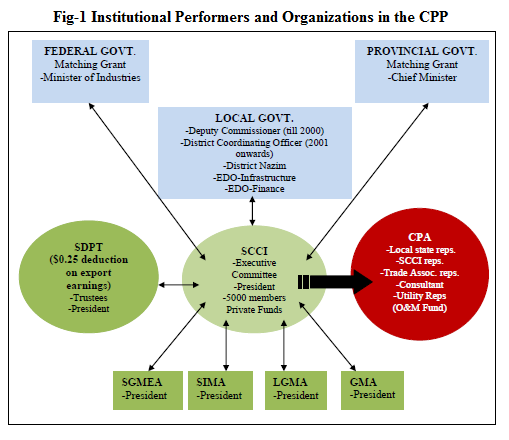 Fig-1 Institutional Performers and Organizations in the CPP
FEDERAL GOVT.
Matching Grant
-Minister of Industries
PROVINCIAL GOVT.
Matching Grant
-Chief Minister
LOCAL GOVT.
-Deputy Commissioner (till 2000)
-District Coordinating Officer (2001
onwards)
-District Nazim
-EDO-Infrastructure
-EDO-Finance
SDPT
($0.25 deduction
on export
earnings)
-Trustees
-President
SCCI
-Executive
Committee
-President
-5000 members
Private Funds
CPA
-Local state reps.
-SCCI reps.
-Trade Assoc. reps.
-Consultant
-Utility Reps
(O&M Fund)
SGMEA
-President
SIMA
-President
LGMA
-President
GMA
-President